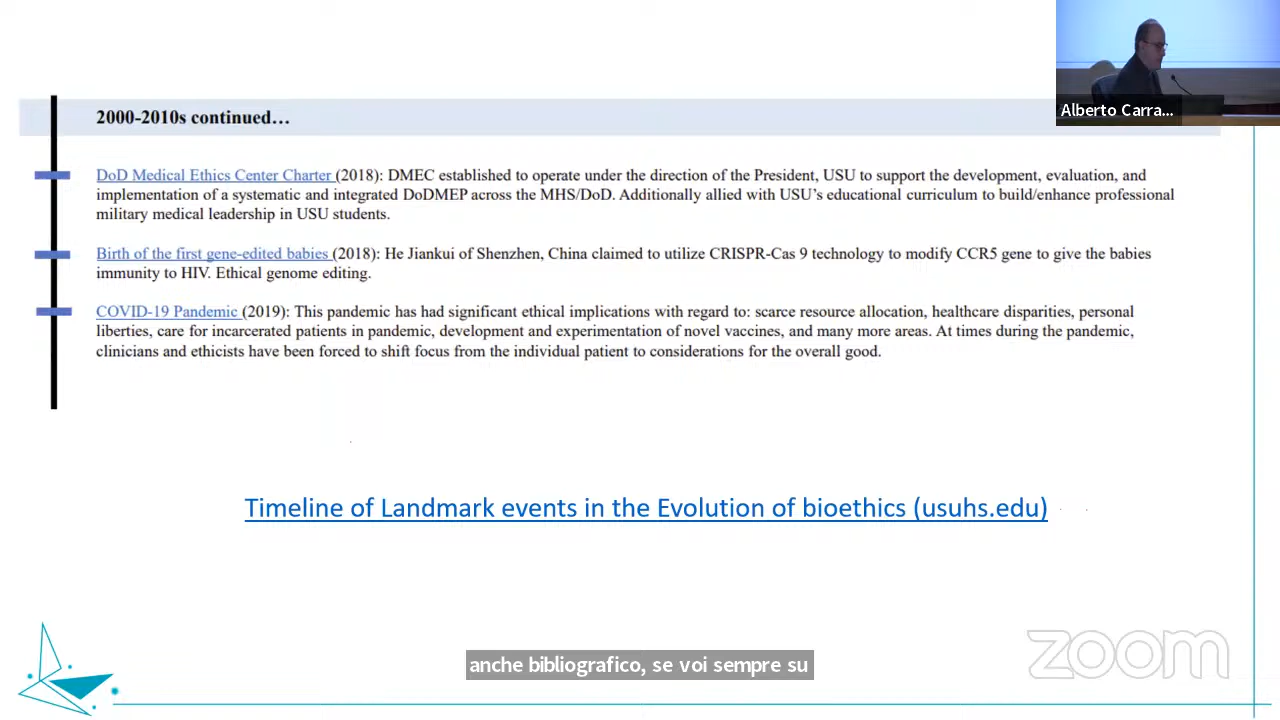 Alberto Carra...
2000-2010s continued…
DoD Medical Ethics Center Charter (2018): DMEC established to operate under the direction of the President, USU to support the development, evaluation, and
implementation of a systematic and integrated DoDMEP across the MHS/DoD. Additionally allied with USU’s educational curriculum to build/enhance professional
military medical leadership in USU students.
Birth of the first gene-edited babies (2018): He Jiankui of Shenzhen, China claimed to utilize CRISPR-Cas 9 technology to modify CCR5 gene to give the babies
immunity to HIV. Ethical genome editing.
COVID-19 Pandemic (2019): This pandemic has had significant ethical implications with regard to: scarce resource allocation, healthcare disparities, personal
liberties, care for incarcerated patients in pandemic, development and experimentation of novel vaccines, and many more areas. At times during the pandemic,
clinicians and ethicists have been forced to shift focus from the individual patient to considerations for the overall good.
Timeline of Landmark events in the Evolution of bioethics (usuhs.edu)
zoom
anche bibliografico, se voi sempre su